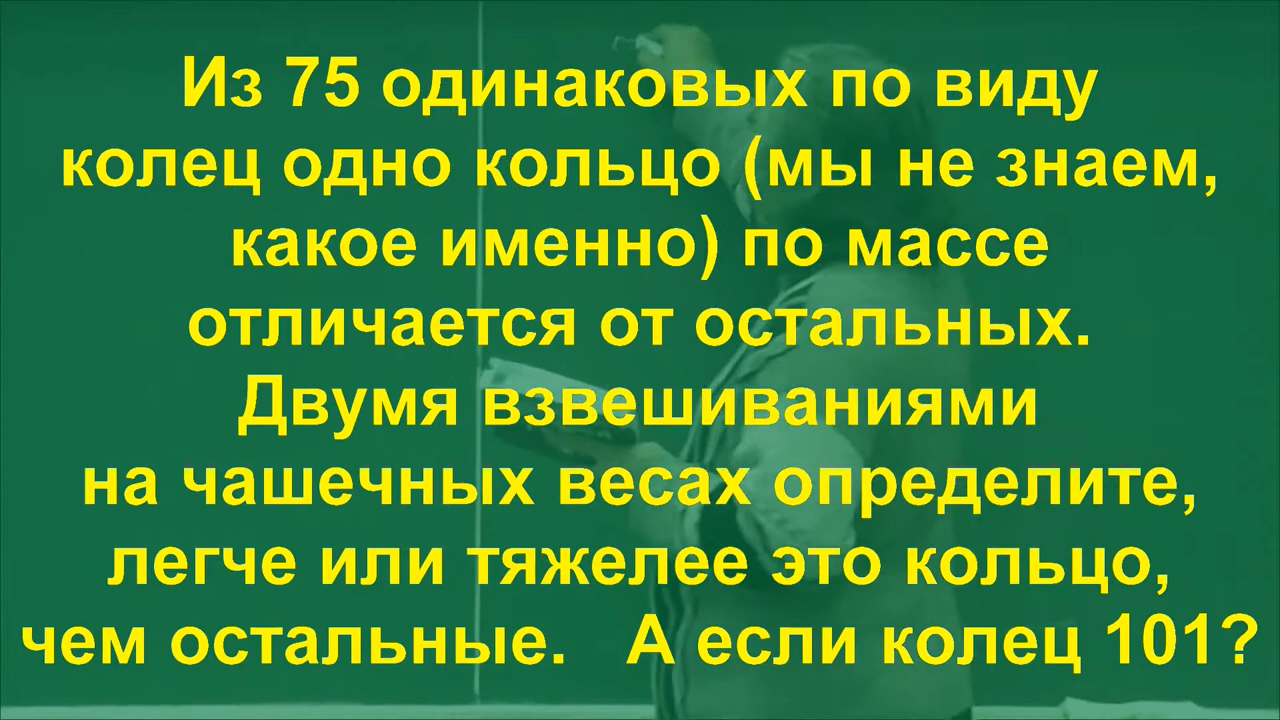 Из 75 одинаковых по виду
колец одно кольцо (мы не знаем,
какое именно) по массе
отличается от остальных.
Двумя взвешиваниями
на чашечных весах определите,
легче или тяжелее это кольцо,
чем остальные. А если колец 101?